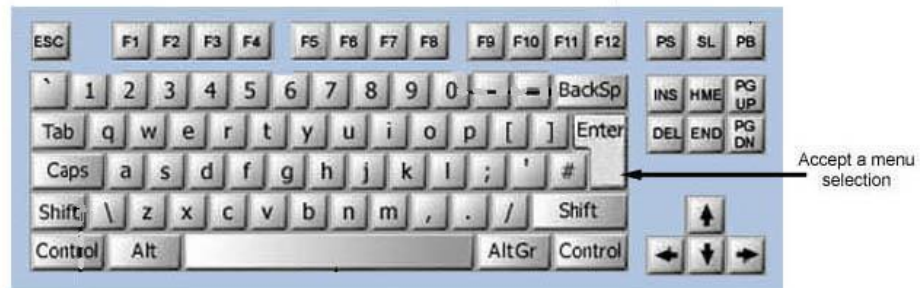 ESC F1 F2 F3 F4 F5 F6 F7 F8 F9 F10 F11 F12 PS SL PB
` 1 2 3 4 5 6 7 8 9 0 - = BackSp INS HME PG UP
Tab q w e r t y u i o p [ ] Enter DEL END PG DN
Caps a s d f g h j k l ; ' #
Accept a menu
selection
Shift \ z x c v b n m , . / Shift
Control Alt AltGr Control